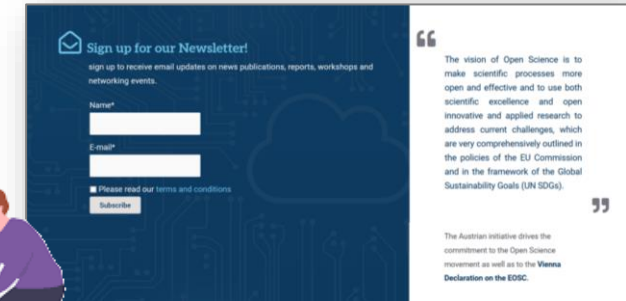 Sign up for our Newsletter!
sign up to receive email updates on news publications, reports, workshops and
networking events.
Name*
E-mail*
Please read our terms and conditions
Subscribe
“
The vision of Open Science is to
make scientific processes more
open and effective and to use both
scientific excellence and open
innovative and applied research to
address current challenges, which
are very comprehensively outlined in
the policies of the EU Commission
and in the framework of the Global
Sustainability Goals (UN SDGs).
”
The Austrian initiative drives the
commitment to the Open Science
movement as well as to the Vienna
Declaration on the EOSC.